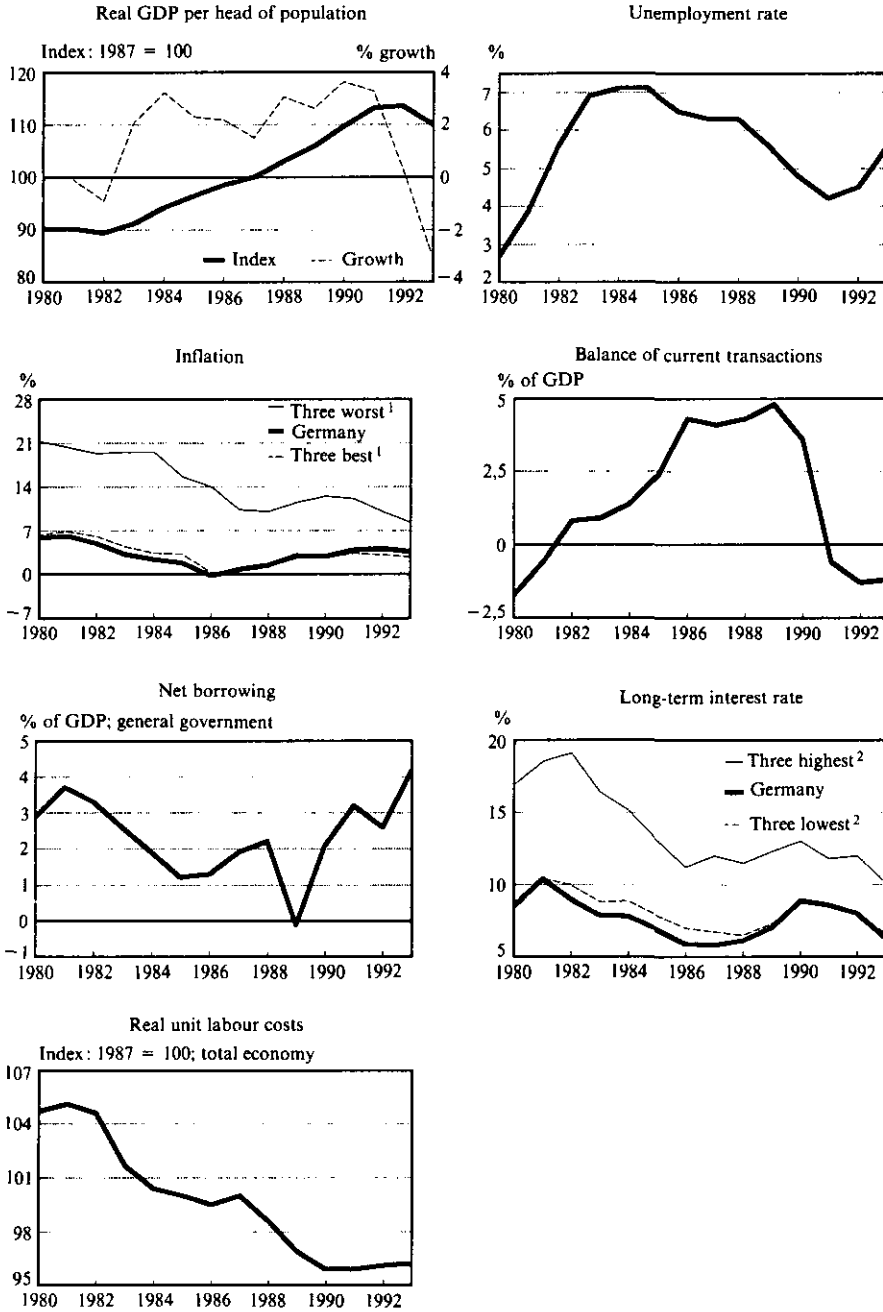 Real GDP per head of population
Index: 1987 = 100 % growth
120
110
100
90
80
4
2
0
−2
−4
Index Growth
1980 1982 1984 1986 1988 1990 1992
Unemployment rate
%
7
6
5
4
3
2
1980 1982 1984 1986 1988 1990 1992
Inflation
%
28
21
14
7
0
−7
Three worst 1
Germany
Three best 1
1980 1982 1984 1986 1988 1990 1992
Balance of current transactions
% of GDP
5
2,5
0
−2,5
1980 1982 1984 1986 1988 1990 1992
Net borrowing
% of GDP; general government
5
4
3
2
1
0
−1
1980 1982 1984 1986 1988 1990 1992
Long-term interest rate
%
20
15
10
5
Three highest 2
Germany
Three lowest 2
1980 1982 1984 1986 1988 1990 1992
Real unit labour costs
Index: 1987 = 100; total economy
107
104
101
98
95
1980 1982 1984 1986 1988 1990 1992